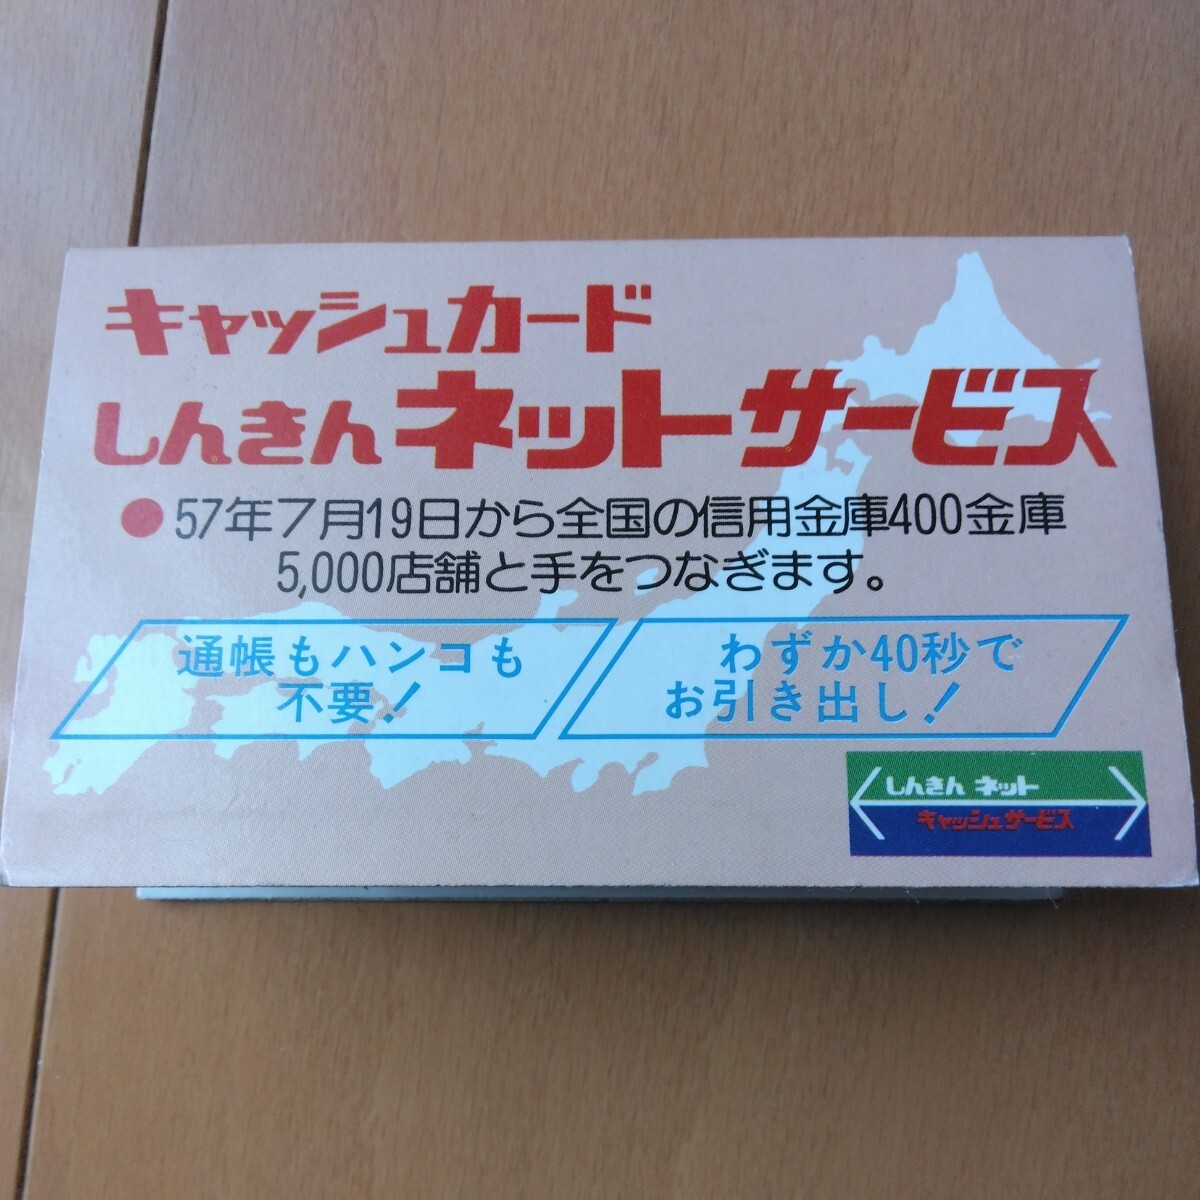 キャッシュカード
しんきんネットサービス
●57年7月19日から全国の信用金庫400金庫
5,000店舗と手をつなぎます。
通帳もハンコも
不要!
わずか40秒で
お引き出し!
しんきん ネット
キャッシュサービス